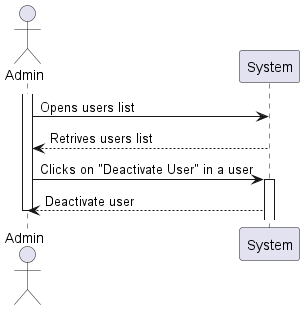 Admin
System
Opens users list
Retrives users list
Clicks on "Deactivate User" in a user
Deactivate user
Admin
System